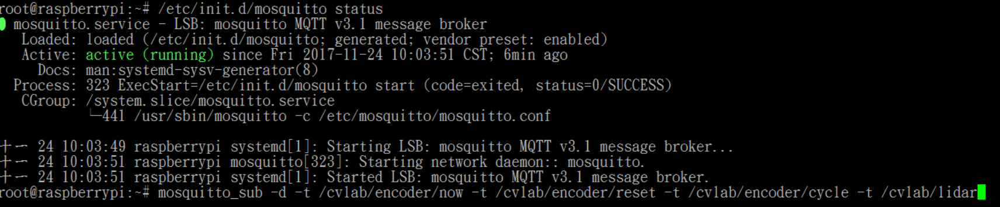 root@raspberrypi:~# /etc/init.d/mosquitto status
● mosquitto.service - LSB: mosquitto MQTT v3.1 message broker
Loaded: loaded (/etc/init.d/mosquitto; generated; vendor preset: enabled)
Active: active (running) since Fri 2017-11-24 10:03:51 CST; 6min ago
Docs: man:systemd-sysv-generator(8)
Process: 323 ExecStart=/etc/init.d/mosquitto start (code=exited, status=0/SUCCESS)
CGroup: /system.slice/mosquitto.service
└─441 /usr/sbin/mosquitto -c /etc/mosquitto/mosquitto.conf
十一 24 10:03:49 raspberrypi systemd[1]: Starting LSB: mosquitto MQTT v3.1 message broker...
十一 24 10:03:51 raspberrypi mosquitto[323]: Starting network daemon:: mosquitto.
十一 24 10:03:51 raspberrypi systemd[1]: Started LSB: mosquitto MQTT v3.1 message broker.
root@raspberrypi:~# mosquitto_sub -d -t /cvlab/encoder/now -t /cvlab/encoder/reset -t /cvlab/encoder/cycle -t /cvlab/lidar